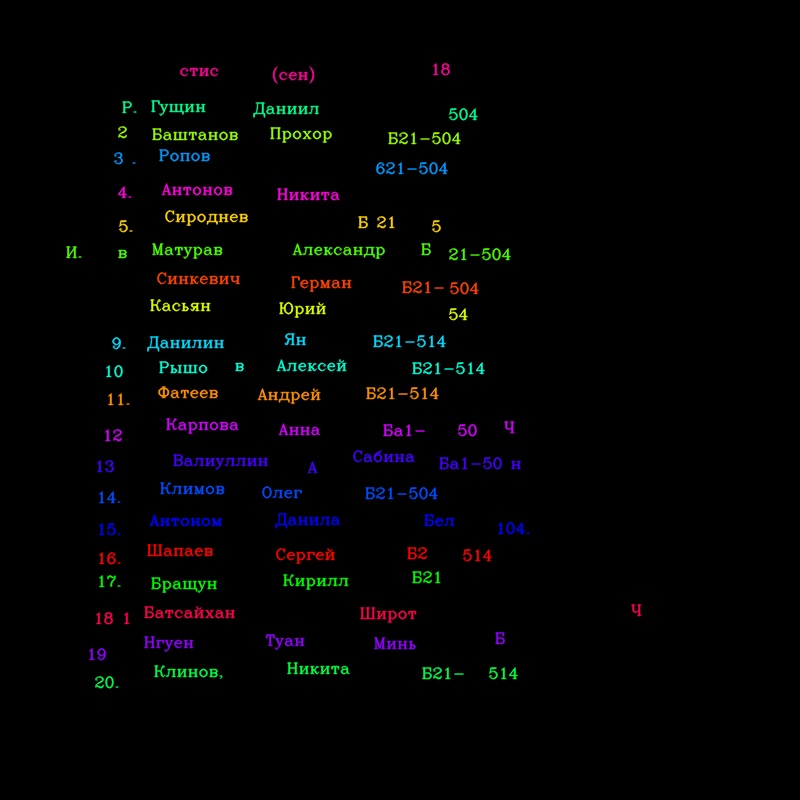 стис (сен) 18
Р. Гущин Даниил 504
2 Баштанов Прохор Б21-504
3 . Ропов 621-504
4. Антонов Никита
5. Сироднев Б 21 5
И. в Матурав Александр Б 21-504
Синкевич Герман Б21- 504
Касьян Юрий 54
9. Данилин Ян Б21-514
10 Рышо в Алексей Б21-514
11. Фатеев Андрей Б21-514
12 Карпова Анна Ба1- 50 Ч
13 Валиуллин А Сабина Ба1-50 н
14. Климов Олег Б21-504
15. Антоном Данила Бел 104.
16. Шапаев Сергей Б2 514
17. Бращун Кирилл Б21
18 1 Батсайхан Широт Ч
19 Нгуен Туан Минь Б
20. Клинов, Никита Б21- 514